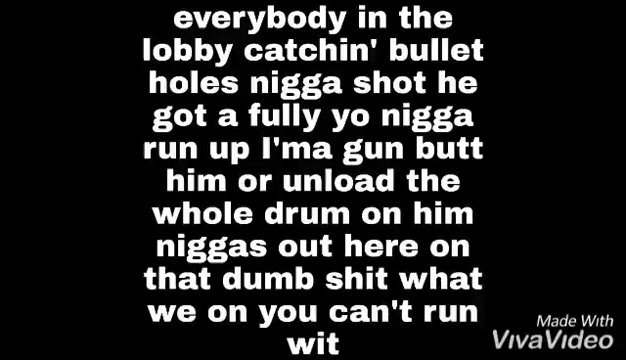 everybody in the
lobby catchin' bullet
holes nigga shot he
got a fully yo nigga
run up I'ma gun butt
him or unload the
whole drum on him
niggas out here on
that dumb shit what
we on you can't run
wit
Made With
VivaVideo